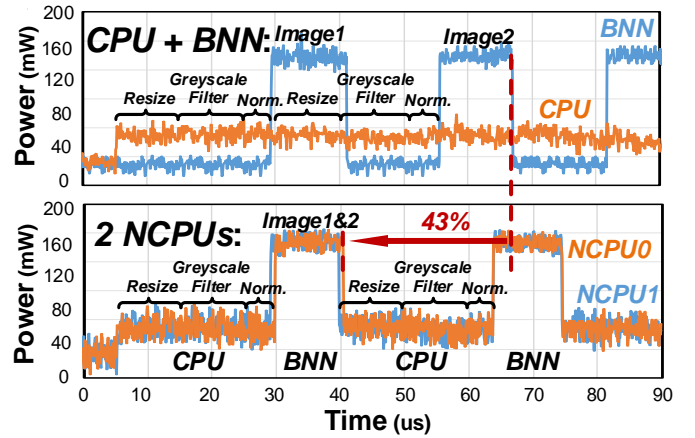 200
160
120
80
40
0
Power (mW)
CPU + BNN:
Image1
Image2
BNN
Greyscale
Resize Filter Norm.
Greyscale
Resize Filter Norm.
CPU
200
160
120
80
40
0
Power (mW)
2 NCPUs:
Image1&2
43%
NCPU0
NCPU1
Greyscale
Resize Filter Norm.
Greyscale
Resize Filter Norm.
CPU BNN CPU BNN
0 10 20 30 40 50 60 70 80 90
Time (us)